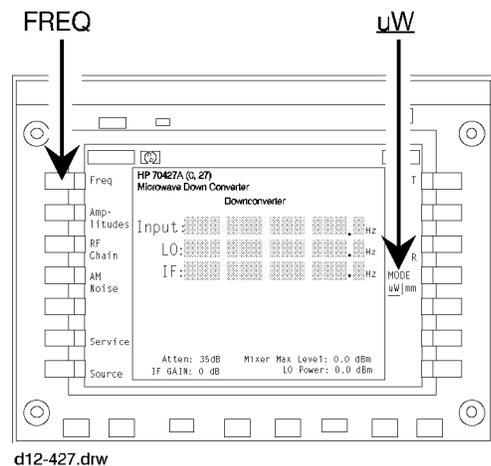 FREQ
uW
HP 70427A (0, 27)
Microwave Down Converter
Downconverter
Freq
T
Amp-
litudes
Input: . Hz
RF
Chain
LO: . Hz
R
AM
Noise
IF: . Hz
MODE
uW|mm
Service
Atten: 35dB Mixer Max Level: 0.0 dBm
Source
IF GAIN: 0 dB LO Power: 0.0 dBm
d12-427.drw